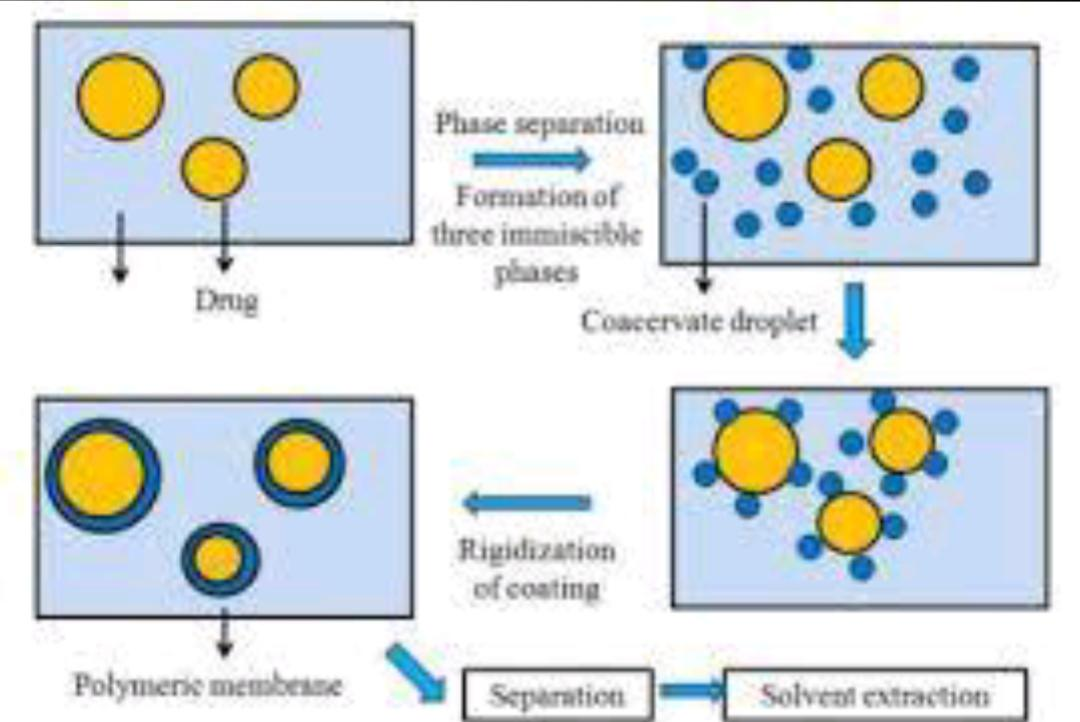 Phase separation
Formation of
three immiscible
phases
Drug
Coacervate droplet
Rigidization
of coating
Polymeric membrane
Separation
Solvent extraction